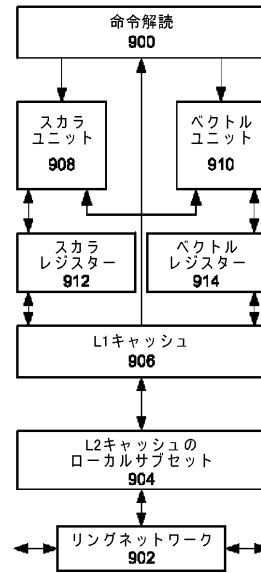 命令解読
900
スカラ
ユニット
908
ベクトル
ユニット
910
スカラ
レジスター
912
ベクトル
レジスター
914
L1キャッシュ
906
L2キャッシュの
ローカルサブセット
904
リングネットワーク
902